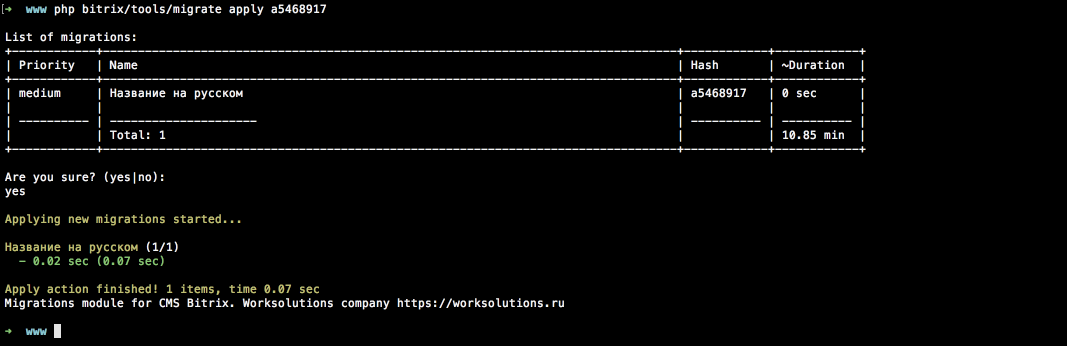 ➜  www php bitrix/tools/migrate apply a5468917
List of migrations:
| Priority | Name | Hash | ~Duration |
| medium | Название на русском | a5468917 | 0 sec |
| ---------- | --------------------- | ---------- | ---------- |
| | Total: 1 | | 10.85 min |
Are you sure? (yes|no):
yes
Applying new migrations started...
Название на русском (1/1)
- 0.02 sec (0.07 sec)
Apply action finished! 1 items, time 0.07 sec
Migrations module for CMS Bitrix. Worksolutions company https://worksolutions.ru
➜  www